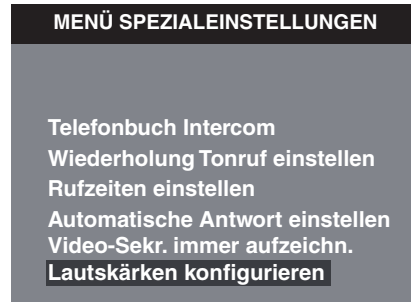 MENÜ SPEZIALEINSTELLUNGEN
Telefonbuch Intercom
Wiederholung Tonruf einstellen
Rufzeiten einstellen
Automatische Antwort einstellen
Video-Sekr. immer aufzeichn.
Lautskärken konfigurieren